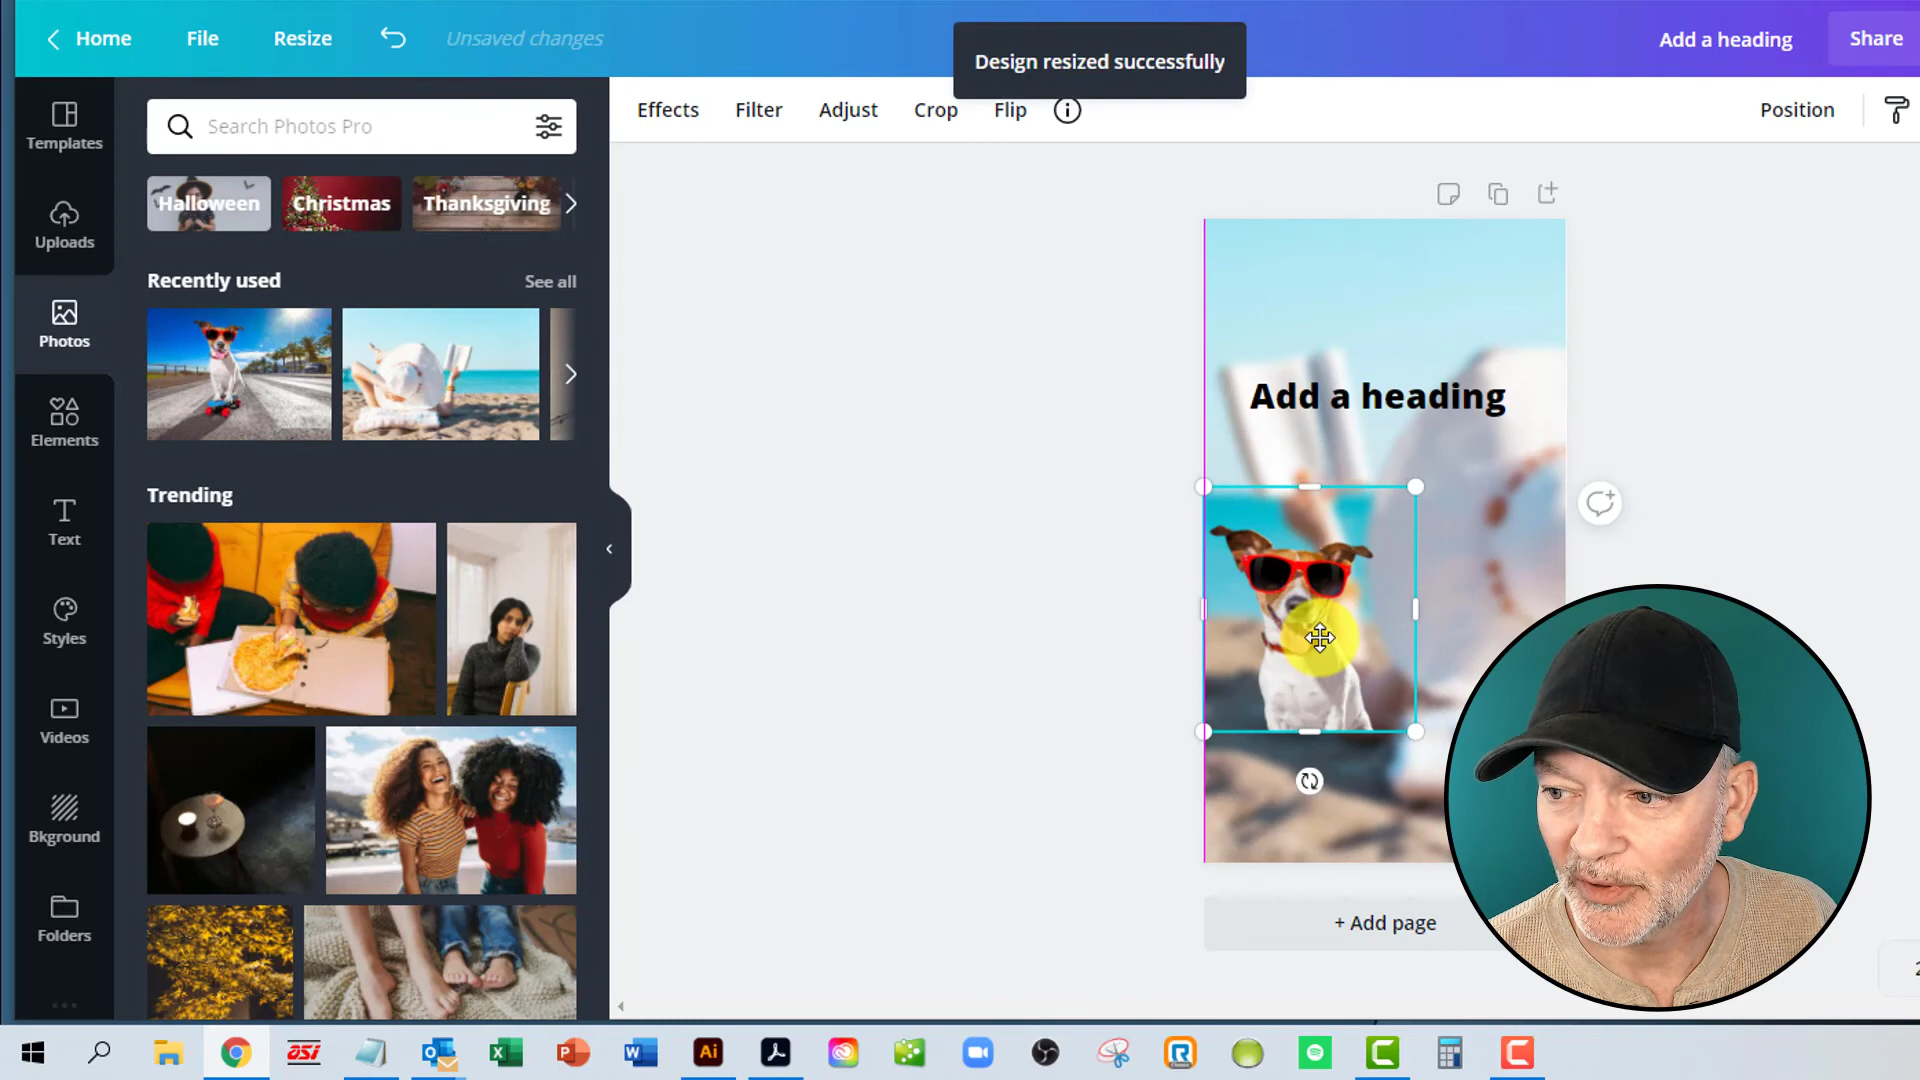 Home File Resize Unsaved changes Add a heading Share
Design resized successfully
Effects Filter Adjust Crop Flip Position
Templates
Uploads
Photos
Elements
Text
Styles
Videos
Bkground
Folders
Search Photos Pro
Halloween Christmas Thanksgiving
Recently used See all
Trending
Add a heading
+ Add page
asi
Ai